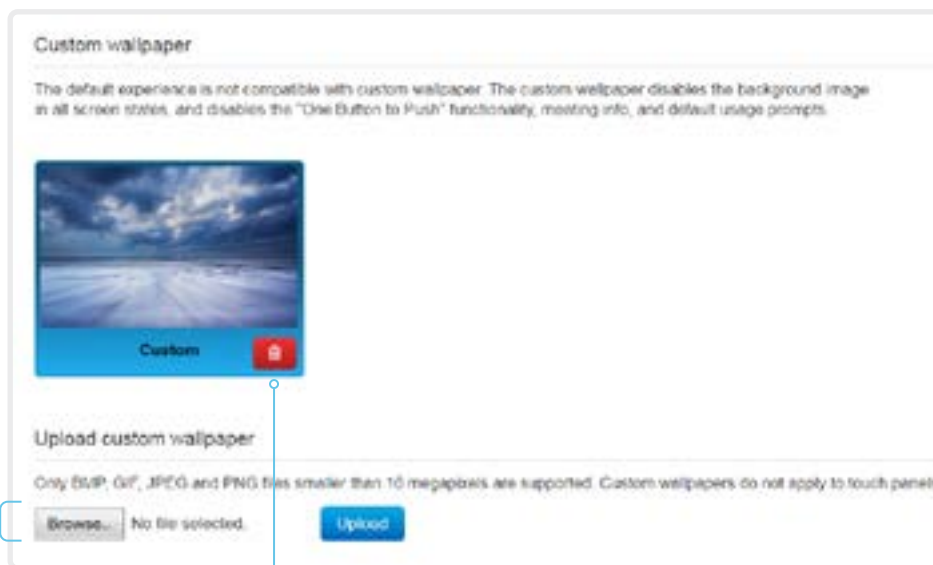 Custom wallpaper
The default experience is not compatible with custom wallpaper. The custom wallpaper disables the background image
in all screen states, and disables the "One Button to Push" functionality, meeting info, and default usage prompts.
Custom
Upload custom wallpaper
Only BMP, GIF, JPEG and PNG files smaller than 16 megapixels are supported. Custom wallpapers do not apply to touch panel
Browse... No file selected. Upload